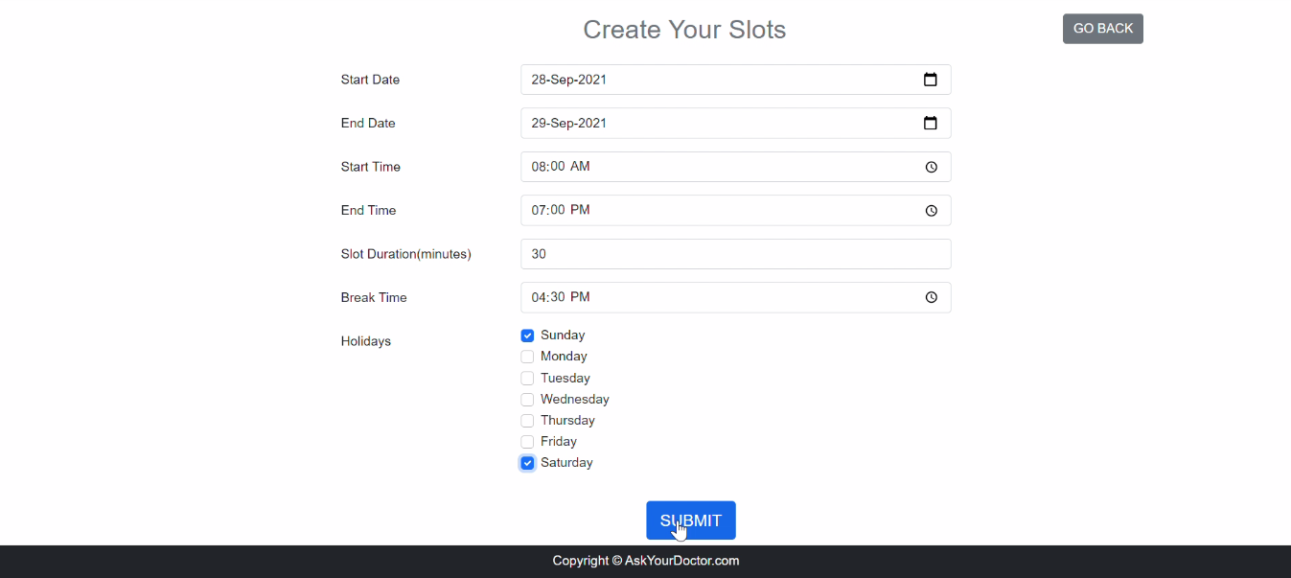 Create Your Slots
GO BACK
Start Date 28-Sep-2021
End Date 29-Sep-2021
Start Time 08:00 AM
End Time 07:00 PM
Slot Duration(minutes) 30
Break Time 04:30 PM
Holidays
Sunday
Monday
Tuesday
Wednesday
Thursday
Friday
Saturday
SUBMIT
Copyright © AskYourDoctor.com